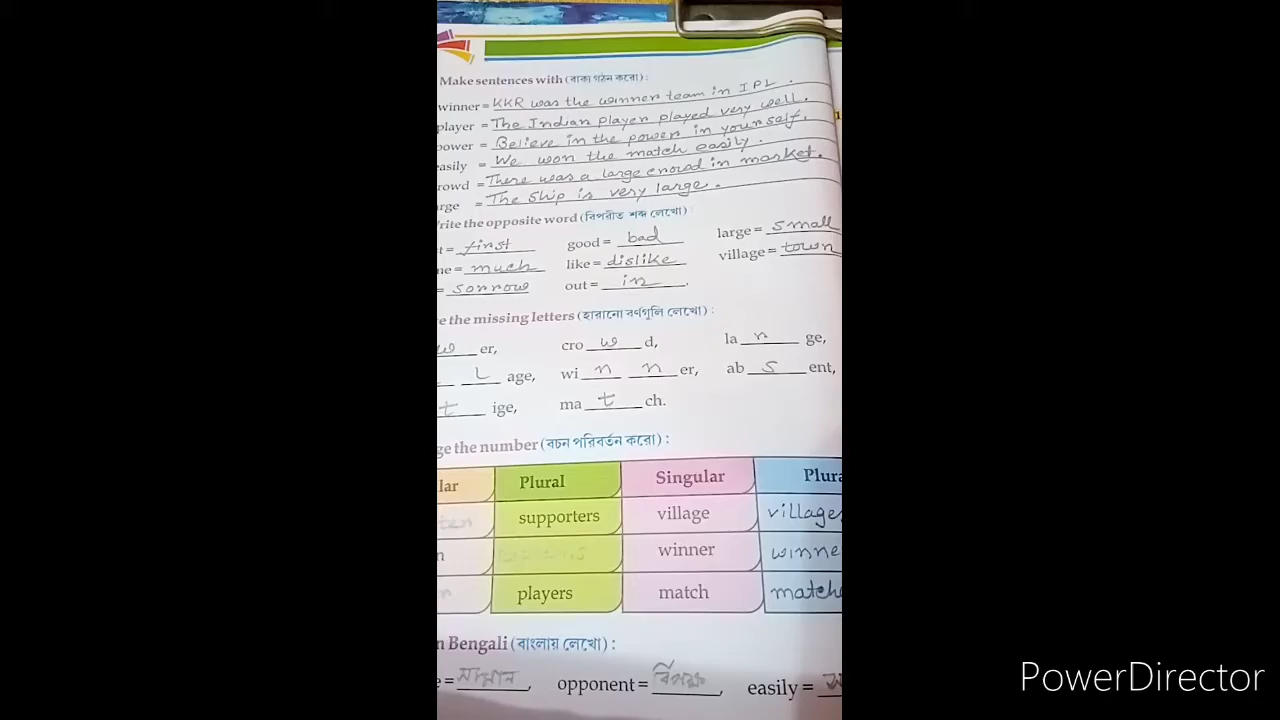 Make sentences with (বাক্য গঠন করো) :
winner = KKR was the winner team in IPL .
player = The Indian player played very well.
power = Believe in the power in yourself.
easily = We won the match easily .
rowd = There was a large crowd in market.
rge = The ship is very large .
rite the opposite word (বিপরীত শব্দ লেখো) :
t = first good = bad large = small
ne = much like = dislike village = town
= sorrow out = in .
e the missing letters (হারানো বর্ণগুলি লেখো) :
w er, cro w d, la r ge,
l age, wi n n er, ab s ent,
t ige, ma t ch.
ge the number (বচন পরিবর্তন করো) :
lar Plural Singular Plura
supporters village village
n winner winne
players match matche
n Bengali (বাংলায় লেখো) :
e = সম্মান , opponent = বিপক্ষ , easily = স
PowerDirector